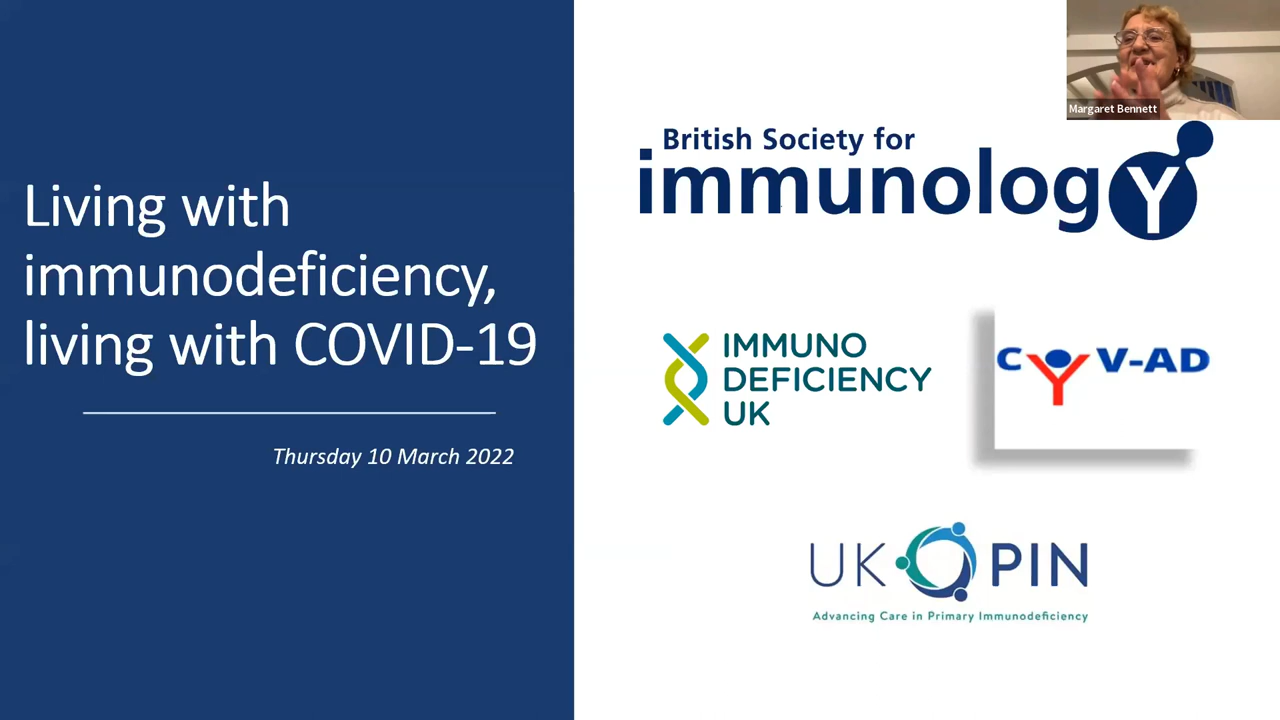 Living with
immunodeficiency,
living with COVID-19
Thursday 10 March 2022
Margaret Bennett
British Society for
immunology
IMMUNO
DEFICIENCY
UK
C V-AD
UK PIN
Advancing Care in Primary Immunodeficiency